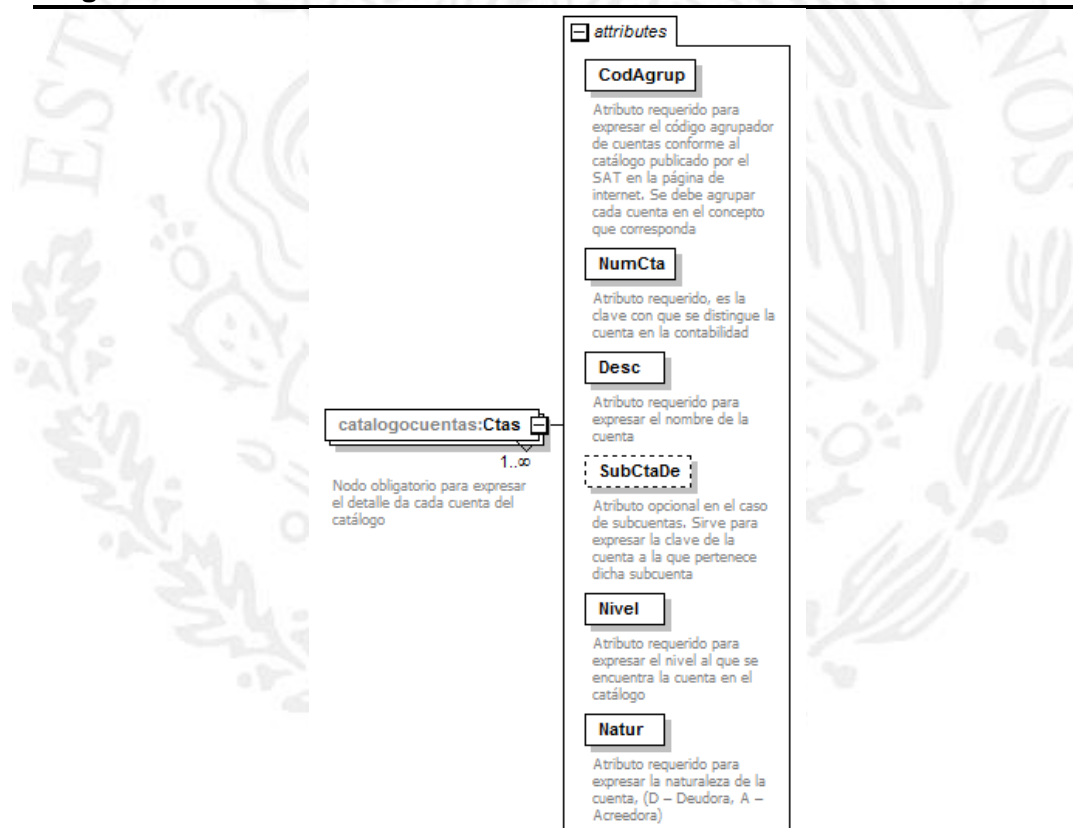 attributes
CodAgrup
Atributo requerido para
expresar el código agrupador
de cuentas conforme al
catálogo publicado por el
SAT en la página de
internet. Se debe agrupar
cada cuenta en el concepto
que corresponda
NumCta
Atributo requerido, es la
clave con que se distingue la
cuenta en la contabilidad
Desc
Atributo requerido para
expresar el nombre de la
cuenta
catalogocuentas:Ctas
1..∞
Nodo obligatorio para expresar
el detalle da cada cuenta del
catálogo
SubCtaDe
Atributo opcional en el caso
de subcuentas. Sirve para
expresar la clave de la
cuenta a la que pertenece
dicha subcuenta
Nivel
Atributo requerido para
expresar el nivel al que se
encuentra la cuenta en el
catálogo
Natur
Atributo requerido para
expresar la naturaleza de la
cuenta, (D – Deudora, A –
Acreedora)